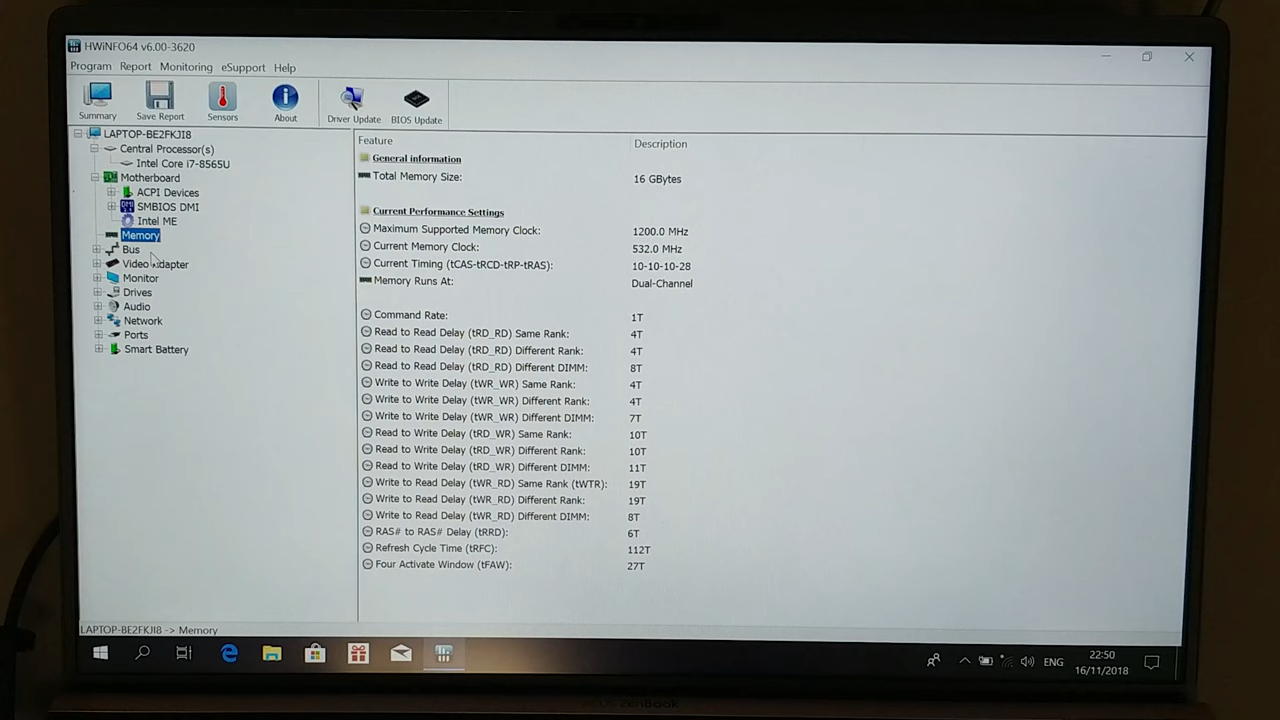 HWiNFO64 v6.00-3620
Program Report Monitoring eSupport Help
Summary Save Report Sensors About Driver Update BIOS Update
LAPTOP-BE2FKJI8
Central Processor(s)
Intel Core i7-8565U
Motherboard
ACPI Devices
SMBIOS DMI
Intel ME
Memory
Bus
Video Adapter
Monitor
Drives
Audio
Network
Ports
Smart Battery
Feature Description
General information
Total Memory Size: 16 GBytes
Current Performance Settings
Maximum Supported Memory Clock: 1200.0 MHz
Current Memory Clock: 532.0 MHz
Current Timing (tCAS-tRCD-tRP-tRAS): 10-10-10-28
Memory Runs At: Dual-Channel
Command Rate: 1T
Read to Read Delay (tRD_RD) Same Rank: 4T
Read to Read Delay (tRD_RD) Different Rank: 4T
Read to Read Delay (tRD_RD) Different DIMM: 8T
Write to Write Delay (tWR_WR) Same Rank: 4T
Write to Write Delay (tWR_WR) Different Rank: 4T
Write to Write Delay (tWR_WR) Different DIMM: 7T
Read to Write Delay (tRD_WR) Same Rank: 10T
Read to Write Delay (tRD_WR) Different Rank: 10T
Read to Write Delay (tRD_WR) Different DIMM: 11T
Write to Read Delay (tWR_RD) Same Rank (tWTR): 19T
Write to Read Delay (tWR_RD) Different Rank: 19T
Write to Read Delay (tWR_RD) Different DIMM: 8T
RAS# to RAS# Delay (tRRD): 6T
Refresh Cycle Time (tRFC): 112T
Four Activate Window (tFAW): 27T
LAPTOP-BE2FKJI8 -> Memory
ENG
22:50
16/11/2018
ASUS ZenBook